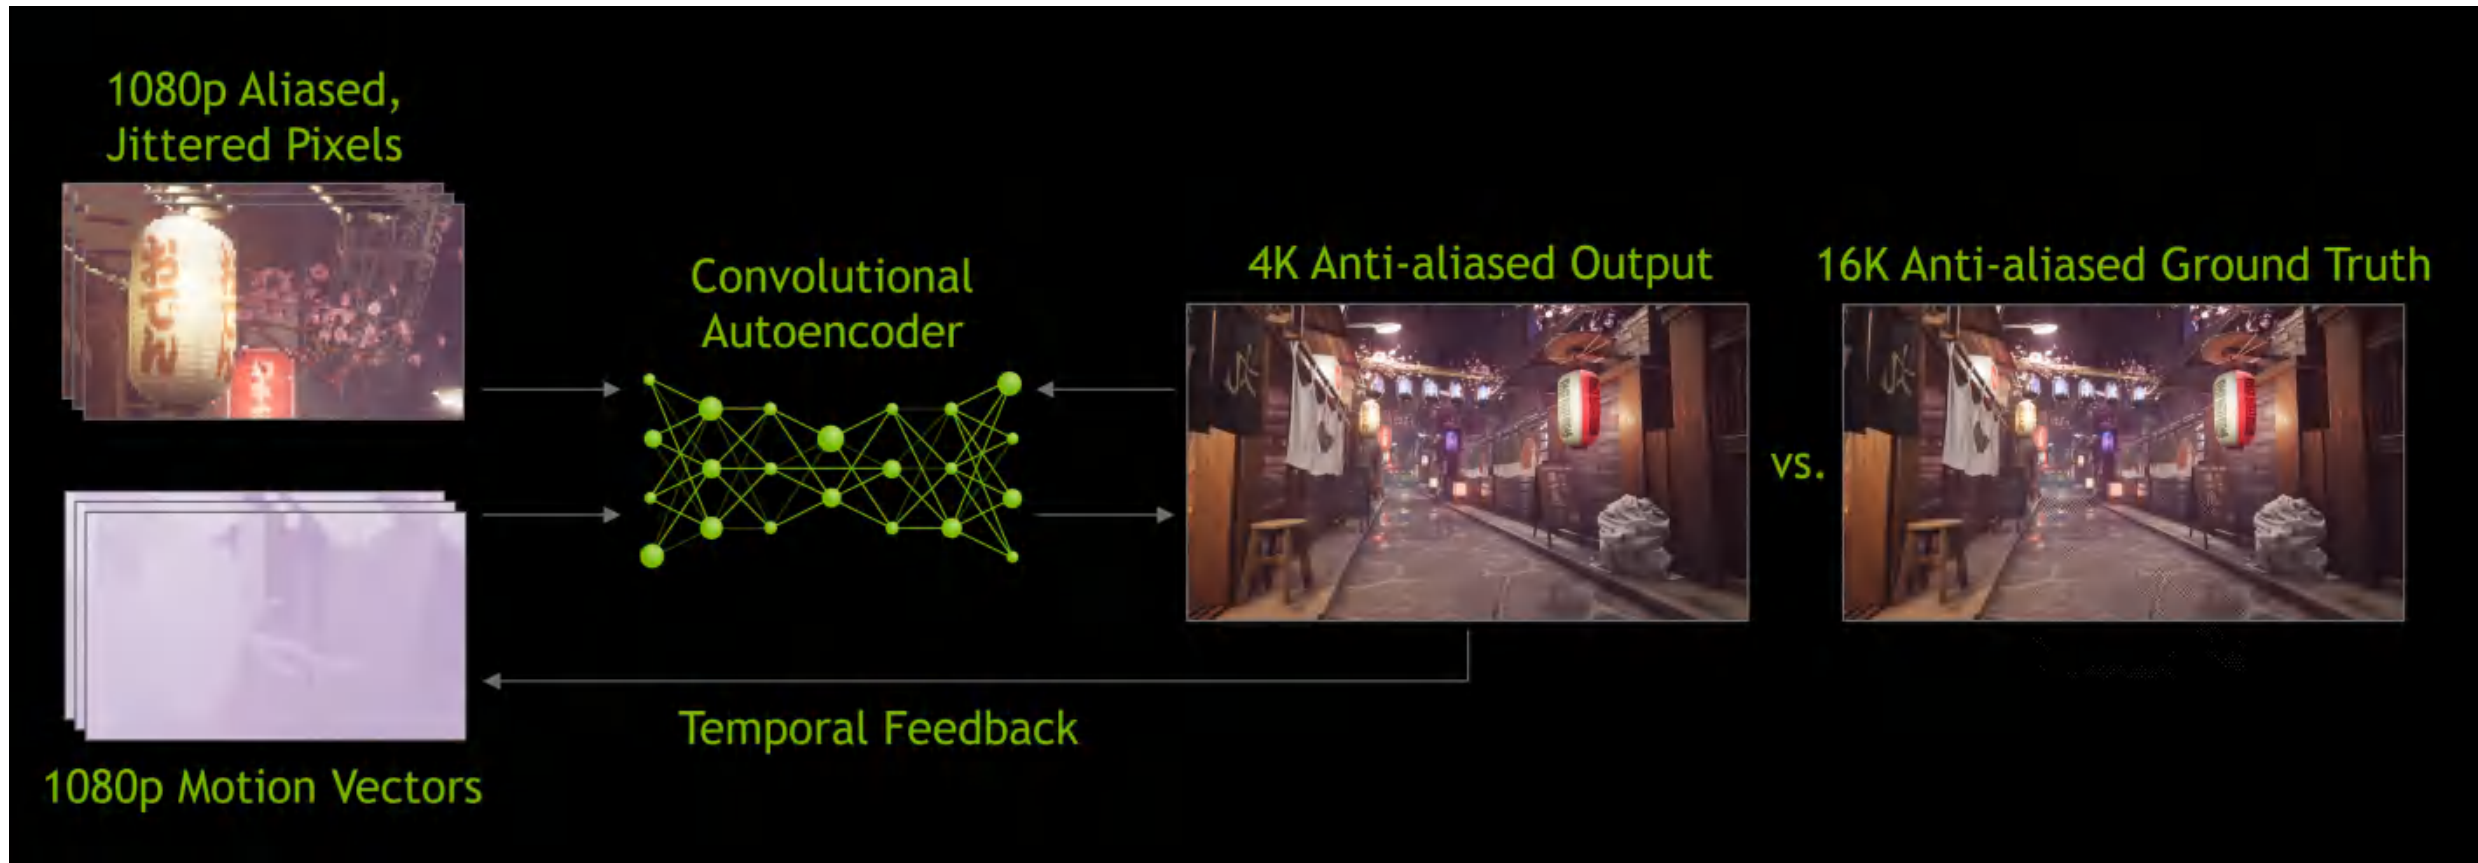 1080p Aliased,
Jittered Pixels
Convolutional
Autoencoder
4K Anti-aliased Output
16K Anti-aliased Ground Truth
vs.
Temporal Feedback
1080p Motion Vectors